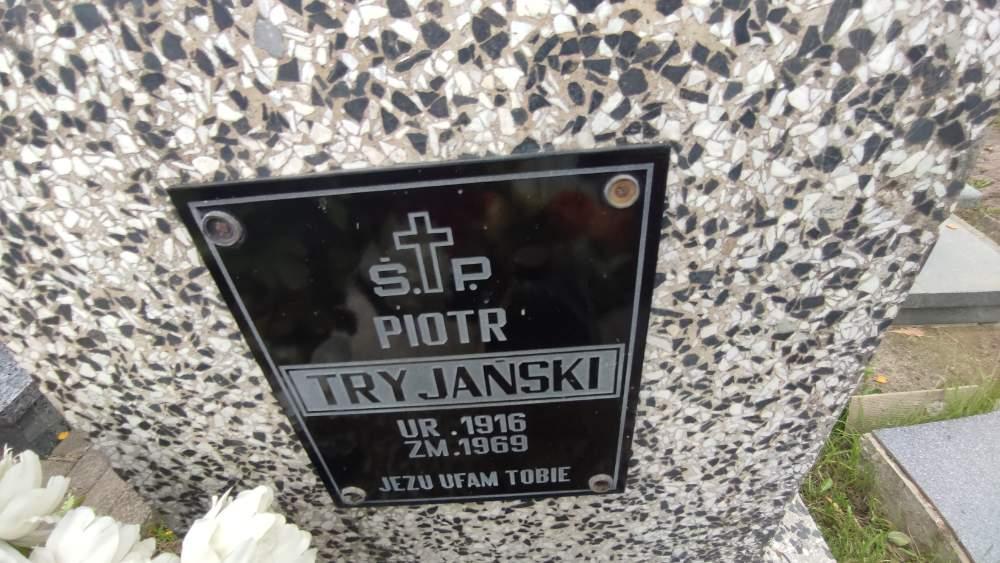 Ś. P.
PIOTR
TRYJAŃSKI
UR. 1916
ZM. 1969
JEZU UFAM TOBIE